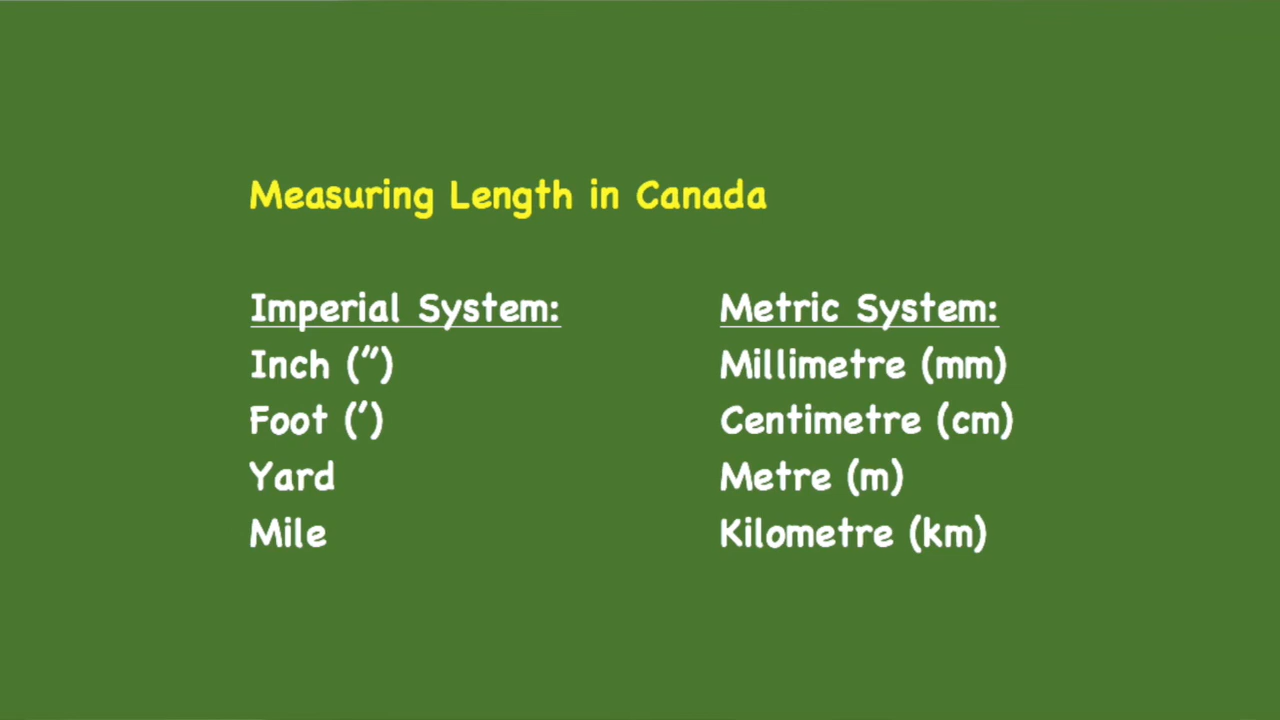 Measuring Length in Canada
Imperial System:
Inch (”)
Foot (’)
Yard
Mile
Metric System:
Millimetre (mm)
Centimetre (cm)
Metre (m)
Kilometre (km)